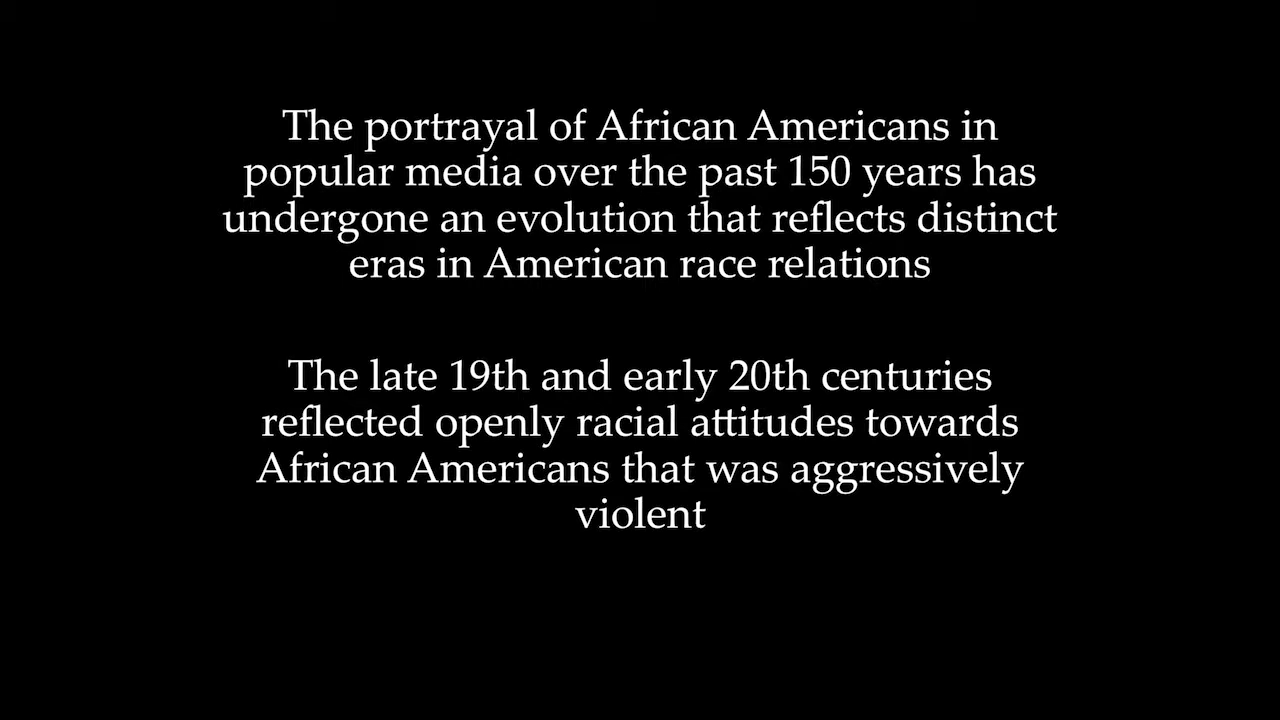 The portrayal of African Americans in
popular media over the past 150 years has
undergone an evolution that reflects distinct
eras in American race relations
The late 19th and early 20th centuries
reflected openly racial attitudes towards
African Americans that was aggressively
violent